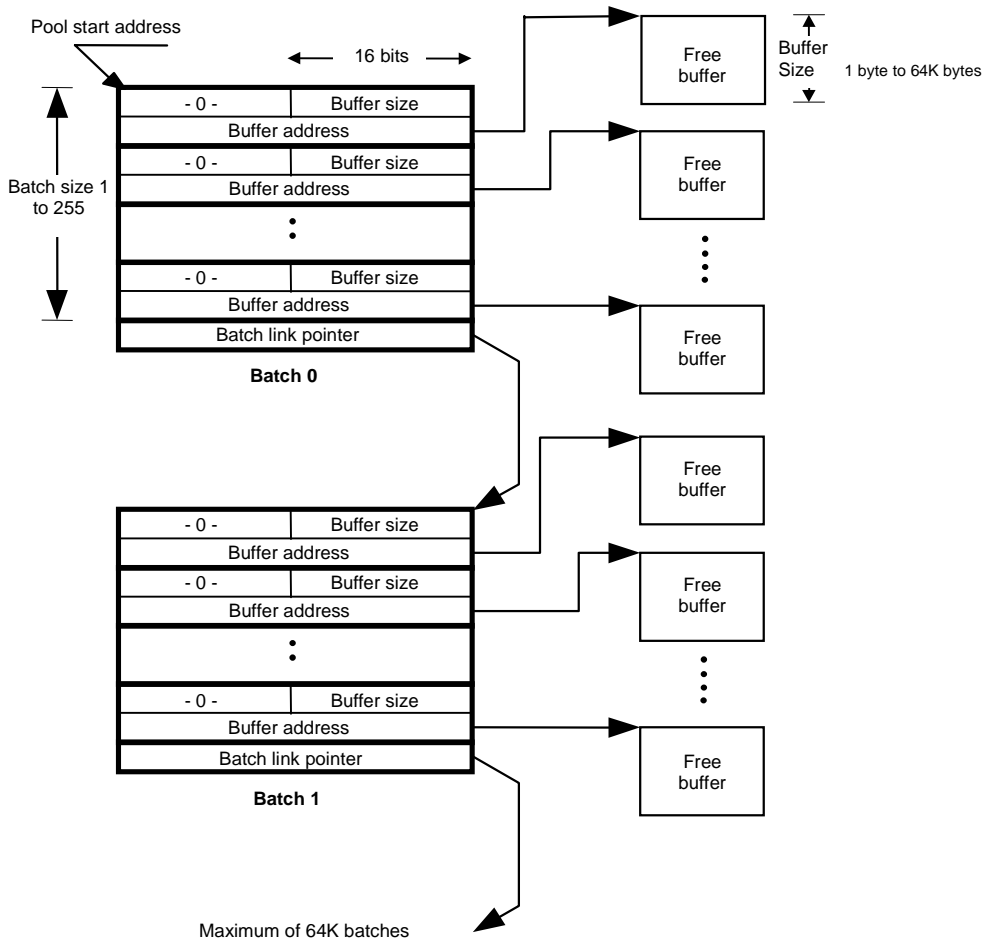 Pool start address
16 bits
Free
buffer
Buffer
Size
1 byte to 64K bytes
- 0 -
Buffer size
Buffer address
- 0 -
Buffer size
Buffer address
Free
buffer
Batch size 1
to 255
- 0 -
Buffer size
Buffer address
Free
buffer
Batch link pointer
Batch 0
Free
buffer
- 0 -
Buffer size
Buffer address
- 0 -
Buffer size
Buffer address
Free
buffer
- 0 -
Buffer size
Buffer address
Free
buffer
Batch link pointer
Batch 1
Maximum of 64K batches